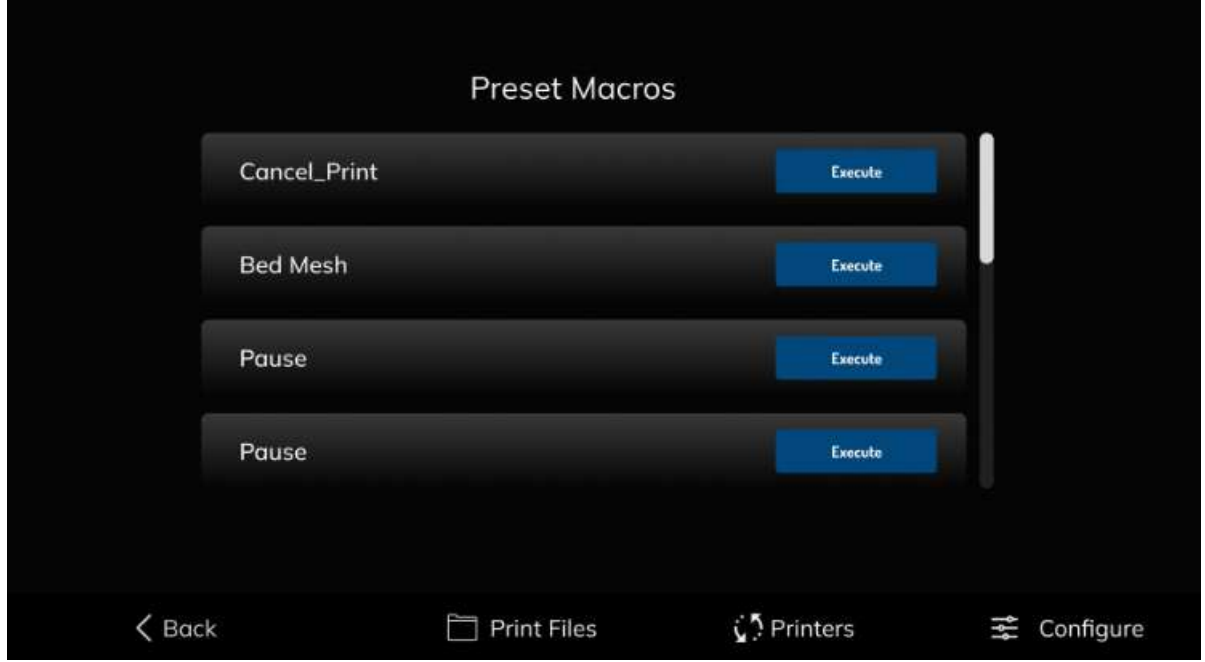 Preset Macros
Cancel_Print Execute
Bed Mesh Execute
Pause Execute
Pause Execute
Back Print Files Printers Configure